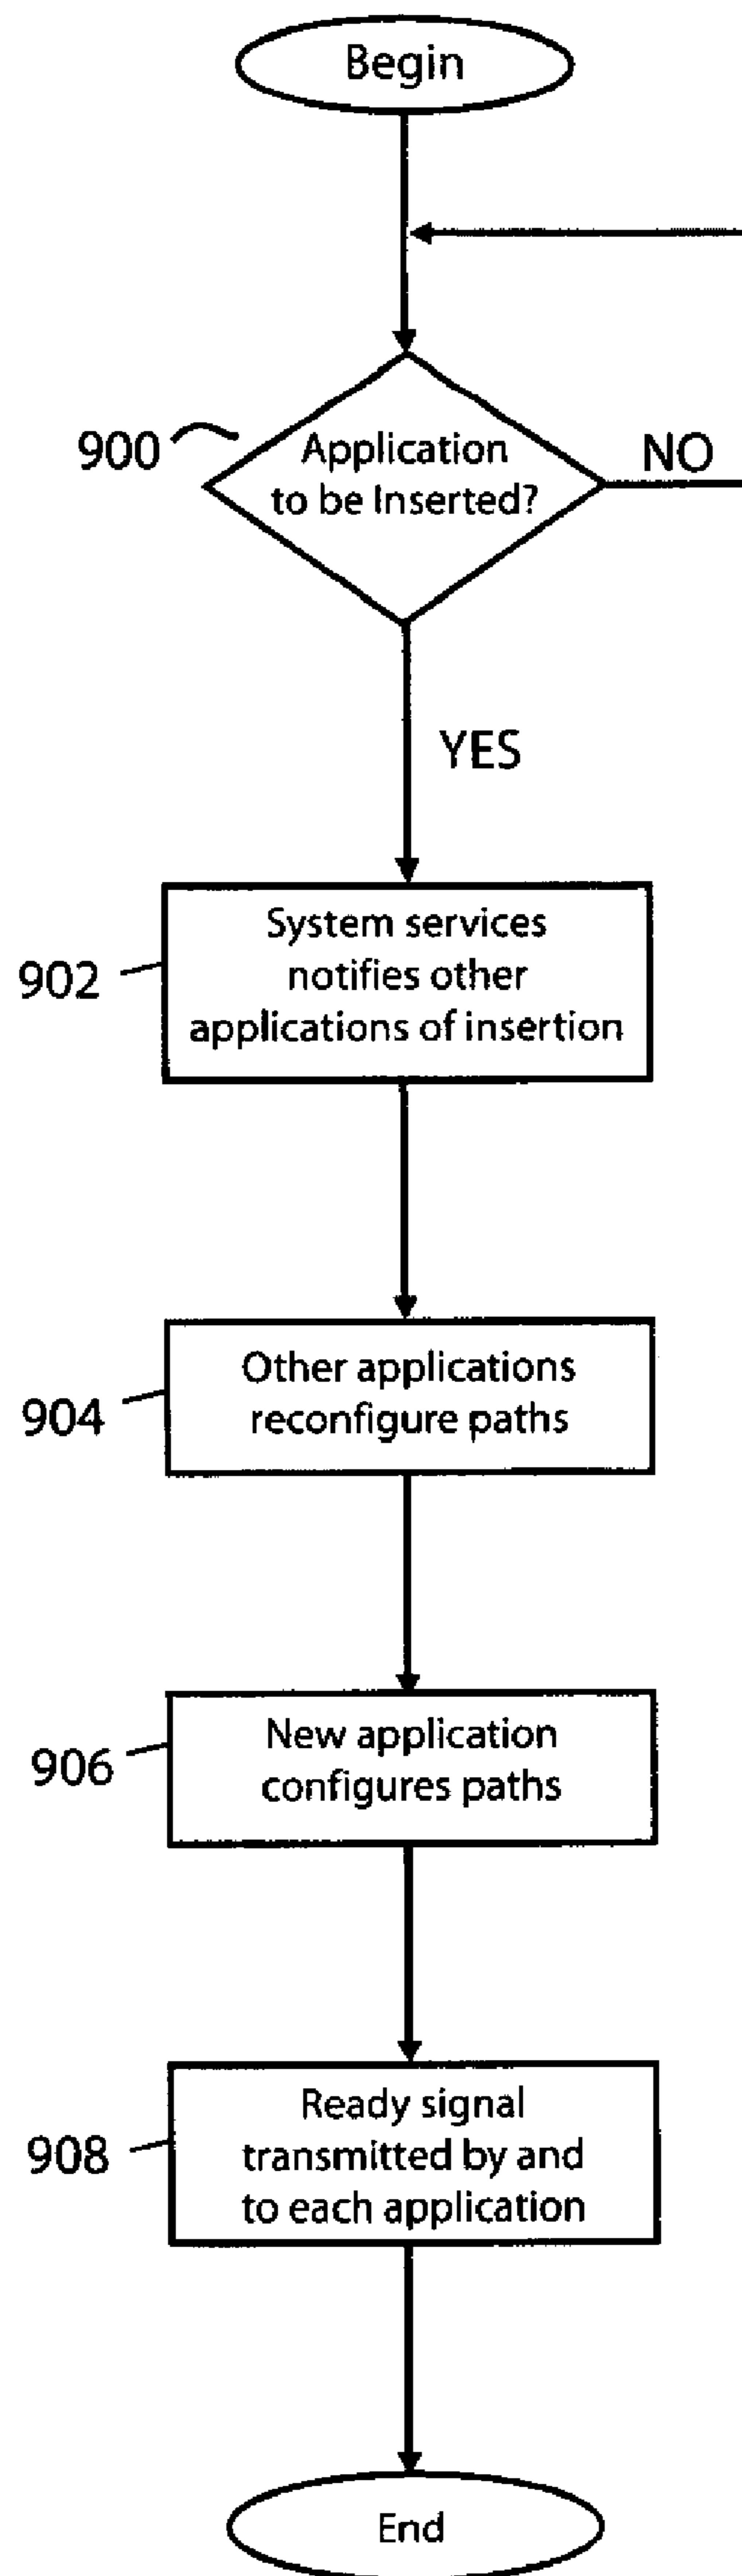 Begin
900
Application
to be Inserted?
NO
YES
902
System services
notifies other
applications of insertion
904
Other applications
reconfigure paths
906
New application
configures paths
908
Ready signal
transmitted by and
to each application
End